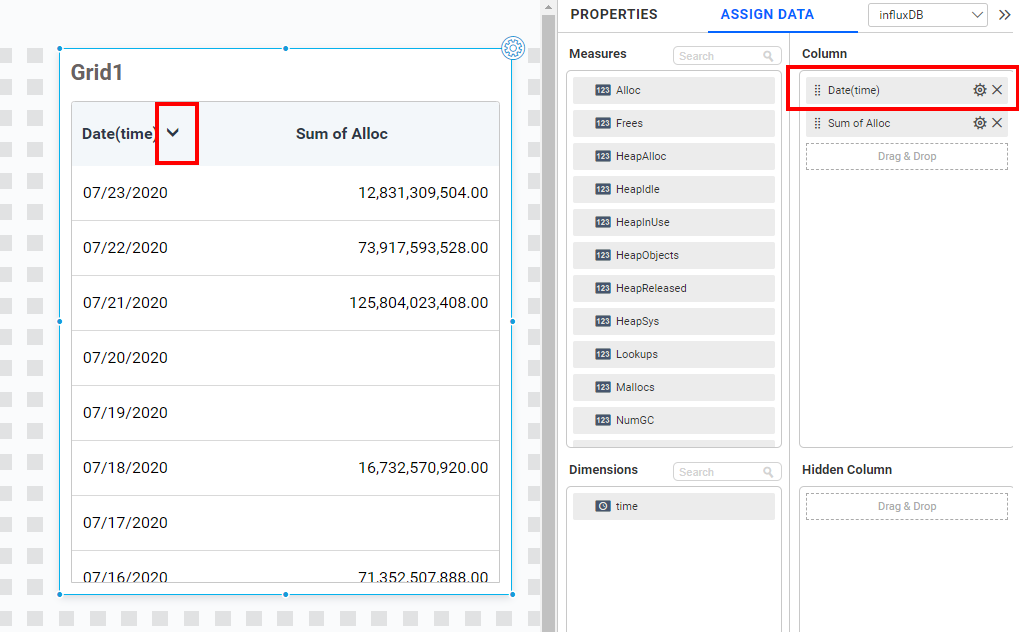 PROPERTIES
ASSIGN DATA
influxDB
Grid1
Date(time)
Sum of Alloc
07/23/2020
12,831,309,504.00
07/22/2020
73,917,593,528.00
07/21/2020
125,804,023,408.00
07/20/2020
07/19/2020
07/18/2020
16,732,570,920.00
07/17/2020
07/16/2020
71,352,507,888.00
Measures
Search
123 Alloc
123 Frees
123 HeapAlloc
123 HeapIdle
123 HeapInUse
123 HeapObjects
123 HeapReleased
123 HeapSys
123 Lookups
123 Mallocs
123 NumGC
Dimensions
Search
time
Column
Date(time)
Sum of Alloc
Drag & Drop
Hidden Column
Drag & Drop